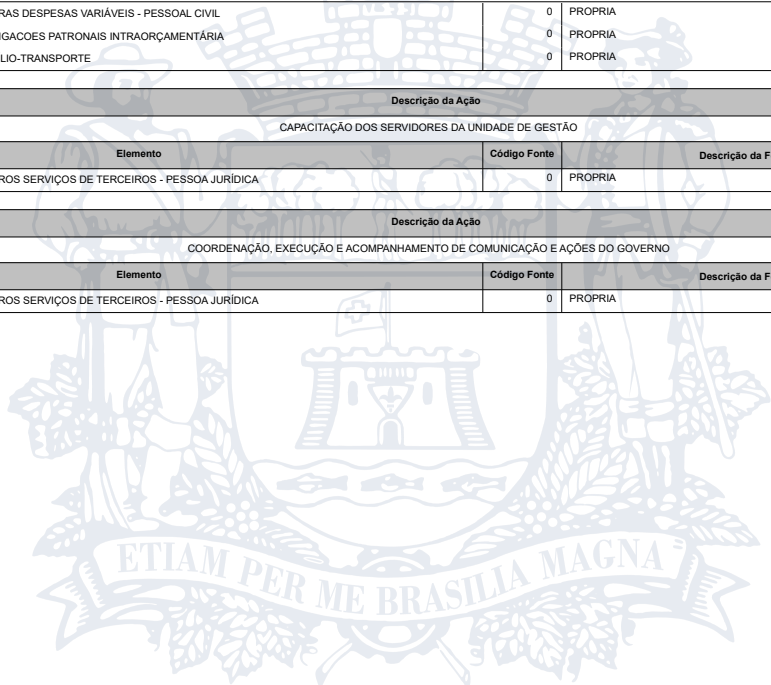 RAS DESPESAS VARIÁVEIS - PESSOAL CIVIL 0 PROPRIA
IGACOES PATRONAIS INTRAORÇAMENTÁRIA 0 PROPRIA
LIO-TRANSPORTE 0 PROPRIA
Descrição da Ação
CAPACITAÇÃO DOS SERVIDORES DA UNIDADE DE GESTÃO
Elemento Código Fonte Descrição da F
ROS SERVIÇOS DE TERCEIROS - PESSOA JURÍDICA 0 PROPRIA
Descrição da Ação
COORDENAÇÃO, EXECUÇÃO E ACOMPANHAMENTO DE COMUNICAÇÃO E AÇÕES DO GOVERNO
Elemento Código Fonte Descrição da F
ROS SERVIÇOS DE TERCEIROS - PESSOA JURÍDICA 0 PROPRIA
ETIAM PER ME BRASILIA MAGNA